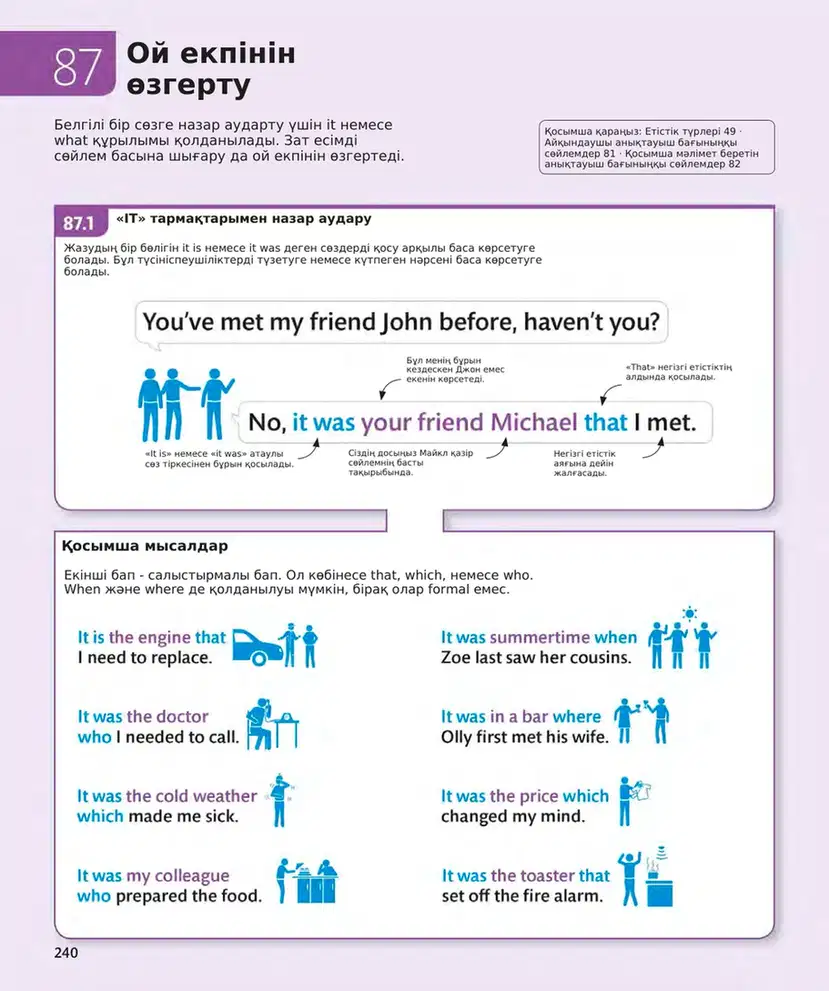 87
Ой екпінін
өзгерту
Белгілі бір сөзге назар аударту үшін it немесе
what құрылымы қолданылады. Зат есімді
сөйлем басына шығару да ой екпінін өзгертеді.
Қосымша қараңыз: Етістік түрлері 49 ·
Айқындаушы анықтауыш бағыныңқы
сөйлемдер 81 · Қосымша мәлімет беретін
анықтауыш бағыныңқы сөйлемдер 82
87.1
«IT» тармақтарымен назар аудару
Жазудың бір бөлігін it is немесе it was деген сөздерді қосу арқылы баса көрсетуге
болады. Бұл түсініспеушіліктерді түзетуге немесе күтпеген нәрсені баса көрсетуге
болады.
You’ve met my friend John before, haven’t you?
Бұл менің бұрын
кездескен Джон емес
екенін көрсетеді.
«That» негізгі етістіктің
алдында қосылады.
No, it was your friend Michael that I met.
«It is» немесе «it was» атаулы
сөз тіркесінен бұрын қосылады.
Сіздің досыңыз Майкл қазір
сөйлемнің басты
тақырыбында.
Негізгі етістік
аяғына дейін
жалғасады.
Қосымша мысалдар
Екінші бап - салыстырмалы бап. Ол көбінесе that, which, немесе who.
When және where де қолданылуы мүмкін, бірақ олар formal емес.
It is the engine that
I need to replace.
It was summertime when
Zoe last saw her cousins.
It was the doctor
who I needed to call.
It was in a bar where
Olly first met his wife.
It was the cold weather
which made me sick.
It was the price which
changed my mind.
It was my colleague
who prepared the food.
It was the toaster that
set off the fire alarm.
240